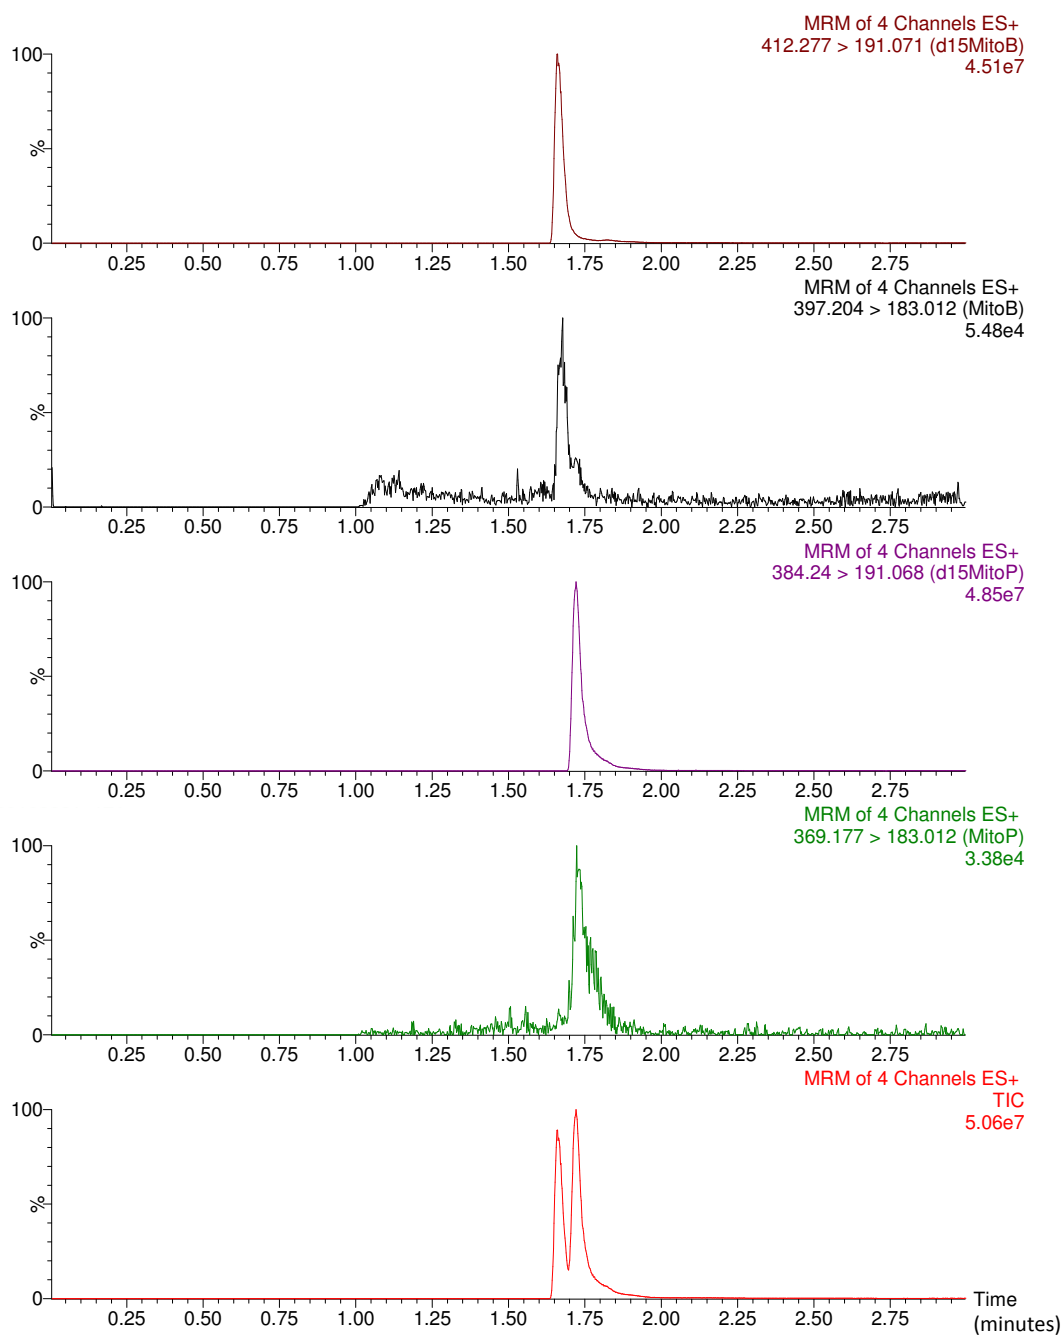 MRM of 4 Channels ES+
412.277 > 191.071 (d15MitoB)
4.51e7
100
%
0
0.25 0.50 0.75 1.00 1.25 1.50 1.75 2.00 2.25 2.50 2.75
MRM of 4 Channels ES+
397.204 > 183.012 (MitoB)
5.48e4
100
%
0
0.25 0.50 0.75 1.00 1.25 1.50 1.75 2.00 2.25 2.50 2.75
MRM of 4 Channels ES+
384.24 > 191.068 (d15MitoP)
4.85e7
100
%
0
0.25 0.50 0.75 1.00 1.25 1.50 1.75 2.00 2.25 2.50 2.75
MRM of 4 Channels ES+
369.177 > 183.012 (MitoP)
3.38e4
100
%
0
0.25 0.50 0.75 1.00 1.25 1.50 1.75 2.00 2.25 2.50 2.75
MRM of 4 Channels ES+
TIC
5.06e7
100
%
0
0.25 0.50 0.75 1.00 1.25 1.50 1.75 2.00 2.25 2.50 2.75
Time
(minutes)